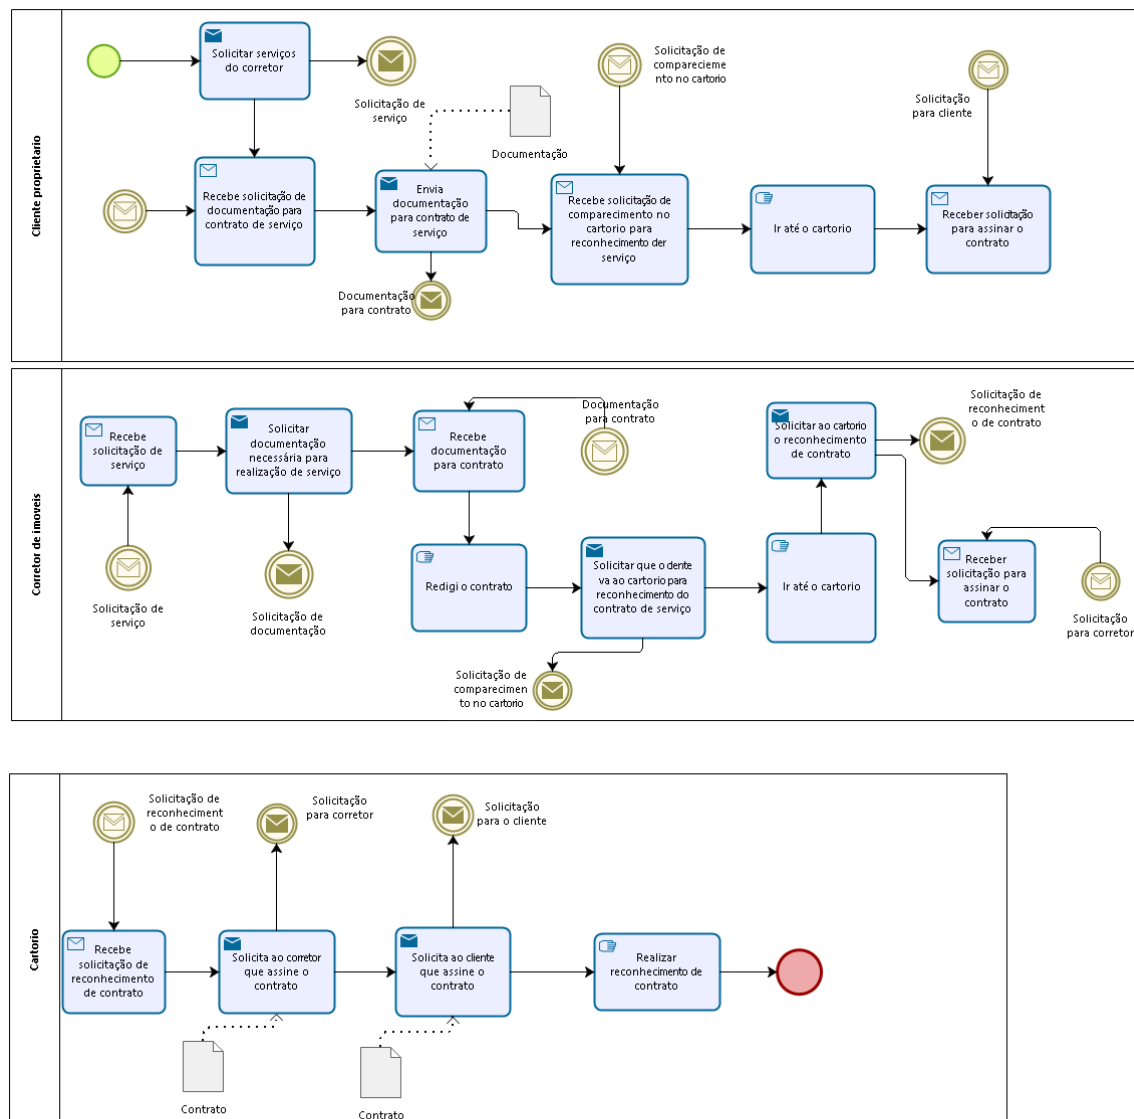 Cliente proprietario
Solicitar serviços
do corretor
Solicitação de
serviço
Solicitação de
comparecieme
nto no cartorio
Solicitação
para cliente
Documentação
Recebe solicitação de
documentação para
contrato de serviço
Envia
documentação
para contrato de
serviço
Documentação
para contrato
Recebe solicitação de
comparecimento no
cartorio para
reconhecimento der
serviço
Ir até o cartorio
Receber solicitação
para assinar o
contrato
Corretor de imoveis
Recebe
solicitação de
serviço
Solicitação de
serviço
Solicitar
documentação
necessária para
realização de serviço
Solicitação de
documentação
Recebe
documentação
para contrato
Documentação
para contrato
Redigi o contrato
Solicitar que o cliente
va ao cartorio para
reconhecimento do
contrato de serviço
Solicitação de
comparecimen
to no cartorio
Ir até o cartorio
Solicitar ao cartorio
o reconhecimento
de contrato
Solicitação de
reconheciment
o de contrato
Receber
solicitação para
assinar o
contrato
Solicitação
para corretor
Cartorio
Solicitação de
reconheciment
o de contrato
Solicitação
para corretor
Solicitação
para o cliente
Recebe
solicitação de
reconhecimento
de contrato
Solicita ao corretor
que assine o
contrato
Solicita ao cliente
que assine o
contrato
Realizar
reconhecimento de
contrato
Contrato
Contrato